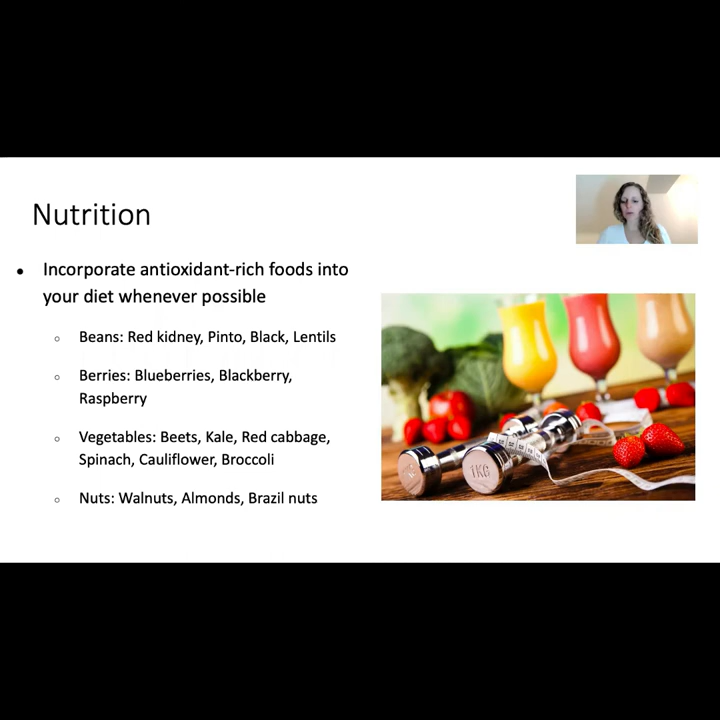 Nutrition
• Incorporate antioxidant-rich foods into
your diet whenever possible
○ Beans: Red kidney, Pinto, Black, Lentils
○ Berries: Blueberries, Blackberry,
Raspberry
○ Vegetables: Beets, Kale, Red cabbage,
Spinach, Cauliflower, Broccoli
○ Nuts: Walnuts, Almonds, Brazil nuts
1KG